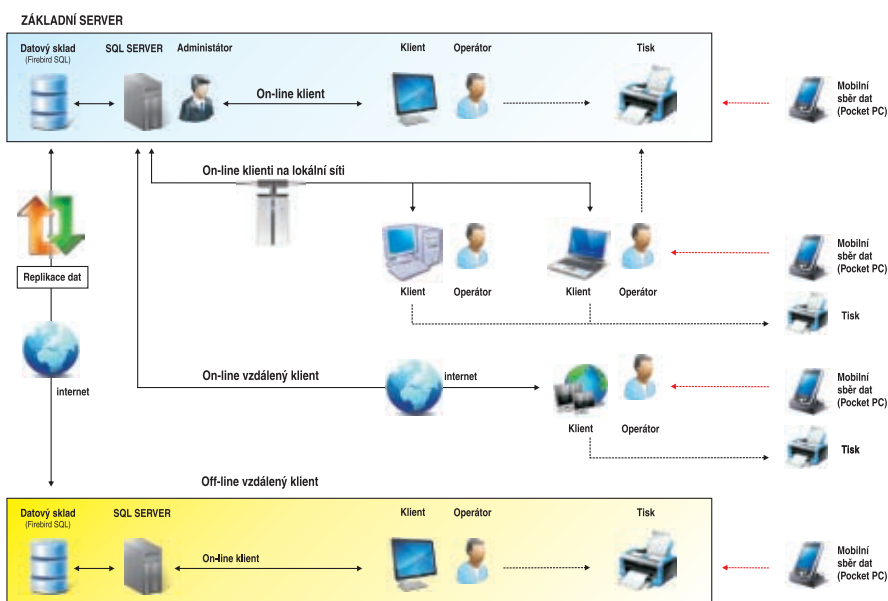 ZÁKLADNÍ SERVER
Datový sklad
(Firebird SQL)
SQL SERVER
Administátor
On-line klient
Klient
Operátor
Tisk
Mobilní
sběr dat
(Pocket PC)
On-line klienti na lokální síti
Replikace dat
internet
Klient
Operátor
Klient
Operátor
Mobilní
sběr dat
(Pocket PC)
Tisk
On-line vzdálený klient
internet
Klient
Operátor
Mobilní
sběr dat
(Pocket PC)
Tisk
Off-line vzdálený klient
Datový sklad
(Firebird SQL)
SQL SERVER
On-line klient
Klient
Operátor
Tisk
Mobilní
sběr dat
(Pocket PC)